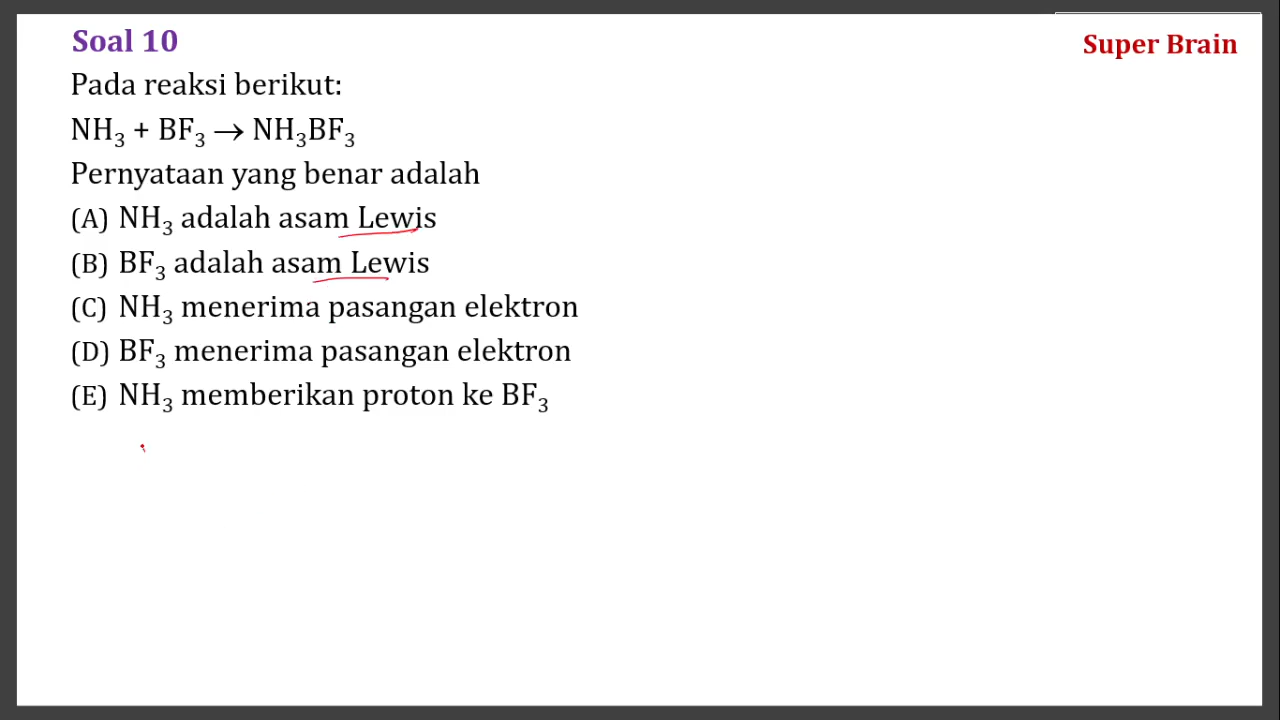 Soal 10
Super Brain
Pada reaksi berikut:
NH₃ + BF₃ → NH₃BF₃
Pernyataan yang benar adalah
(A) NH₃ adalah asam Lewis
(B) BF₃ adalah asam Lewis
(C) NH₃ menerima pasangan elektron
(D) BF₃ menerima pasangan elektron
(E) NH₃ memberikan proton ke BF₃